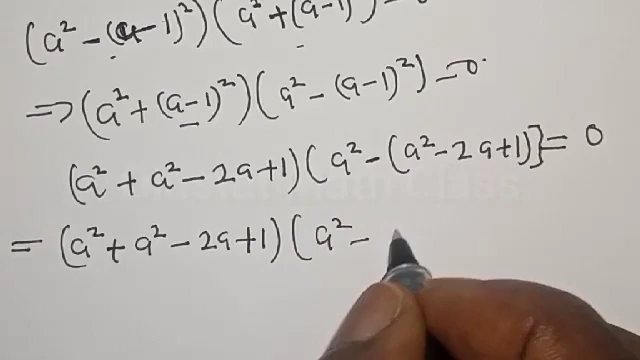 (a² - (a-1)²)(a² + (a-1)
⇒ (a² + (a-1)²)(a² - (a-1)²) = 0.
(a² + a² - 2a+1)(a² - (a² - 2a+1)] = 0
= (a² + a² - 2a+1)(a² -